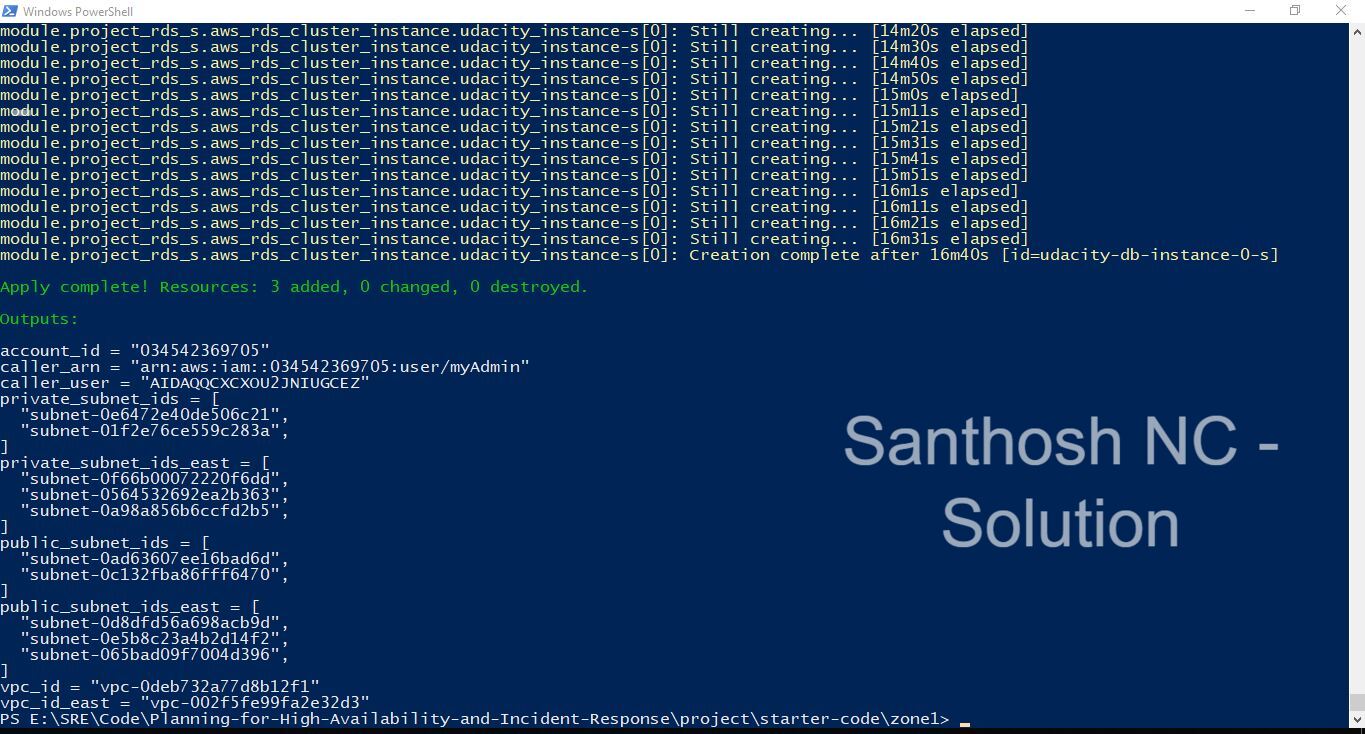 Windows PowerShell
module.project_rds_s.aws_rds_cluster_instance.udacity_instance-s[0]: Still creating... [14m20s elapsed]
module.project_rds_s.aws_rds_cluster_instance.udacity_instance-s[0]: Still creating... [14m30s elapsed]
module.project_rds_s.aws_rds_cluster_instance.udacity_instance-s[0]: Still creating... [14m40s elapsed]
module.project_rds_s.aws_rds_cluster_instance.udacity_instance-s[0]: Still creating... [14m50s elapsed]
module.project_rds_s.aws_rds_cluster_instance.udacity_instance-s[0]: Still creating... [15m0s elapsed]
module.project_rds_s.aws_rds_cluster_instance.udacity_instance-s[0]: Still creating... [15m11s elapsed]
module.project_rds_s.aws_rds_cluster_instance.udacity_instance-s[0]: Still creating... [15m21s elapsed]
module.project_rds_s.aws_rds_cluster_instance.udacity_instance-s[0]: Still creating... [15m31s elapsed]
module.project_rds_s.aws_rds_cluster_instance.udacity_instance-s[0]: Still creating... [15m41s elapsed]
module.project_rds_s.aws_rds_cluster_instance.udacity_instance-s[0]: Still creating... [15m51s elapsed]
module.project_rds_s.aws_rds_cluster_instance.udacity_instance-s[0]: Still creating... [16m1s elapsed]
module.project_rds_s.aws_rds_cluster_instance.udacity_instance-s[0]: Still creating... [16m11s elapsed]
module.project_rds_s.aws_rds_cluster_instance.udacity_instance-s[0]: Still creating... [16m21s elapsed]
module.project_rds_s.aws_rds_cluster_instance.udacity_instance-s[0]: Still creating... [16m31s elapsed]
module.project_rds_s.aws_rds_cluster_instance.udacity_instance-s[0]: Creation complete after 16m40s [id=udacity-db-instance-0-s]
Apply complete! Resources: 3 added, 0 changed, 0 destroyed.
Outputs:
account_id = "034542369705"
caller_arn = "arn:aws:iam::034542369705:user/myAdmin"
caller_user = "AIDAQQCXCXOU2JNIUGCEZ"
private_subnet_ids = [
"subnet-0e6472e40de506c21",
"subnet-01f2e76ce559c283a",
]
private_subnet_ids_east = [
"subnet-0f66b00072220f6dd",
"subnet-0564532692ea2b363",
"subnet-0a98a856b6ccfd2b5",
]
public_subnet_ids = [
"subnet-0ad63607ee16bad6d",
"subnet-0c132fba86fff6470",
]
public_subnet_ids_east = [
"subnet-0d8dfd56a698acb9d",
"subnet-0e5b8c23a4b2d14f2",
"subnet-065bad09f7004d396",
]
vpc_id = "vpc-0deb732a77d8b12f1"
vpc_id_east = "vpc-002f5fe99fa2e32d3"
PS E:\SRE\Code\Planning-for-High-Availability-and-Incident-Response\project\starter-code\zone1>
Santhosh NC -
Solution